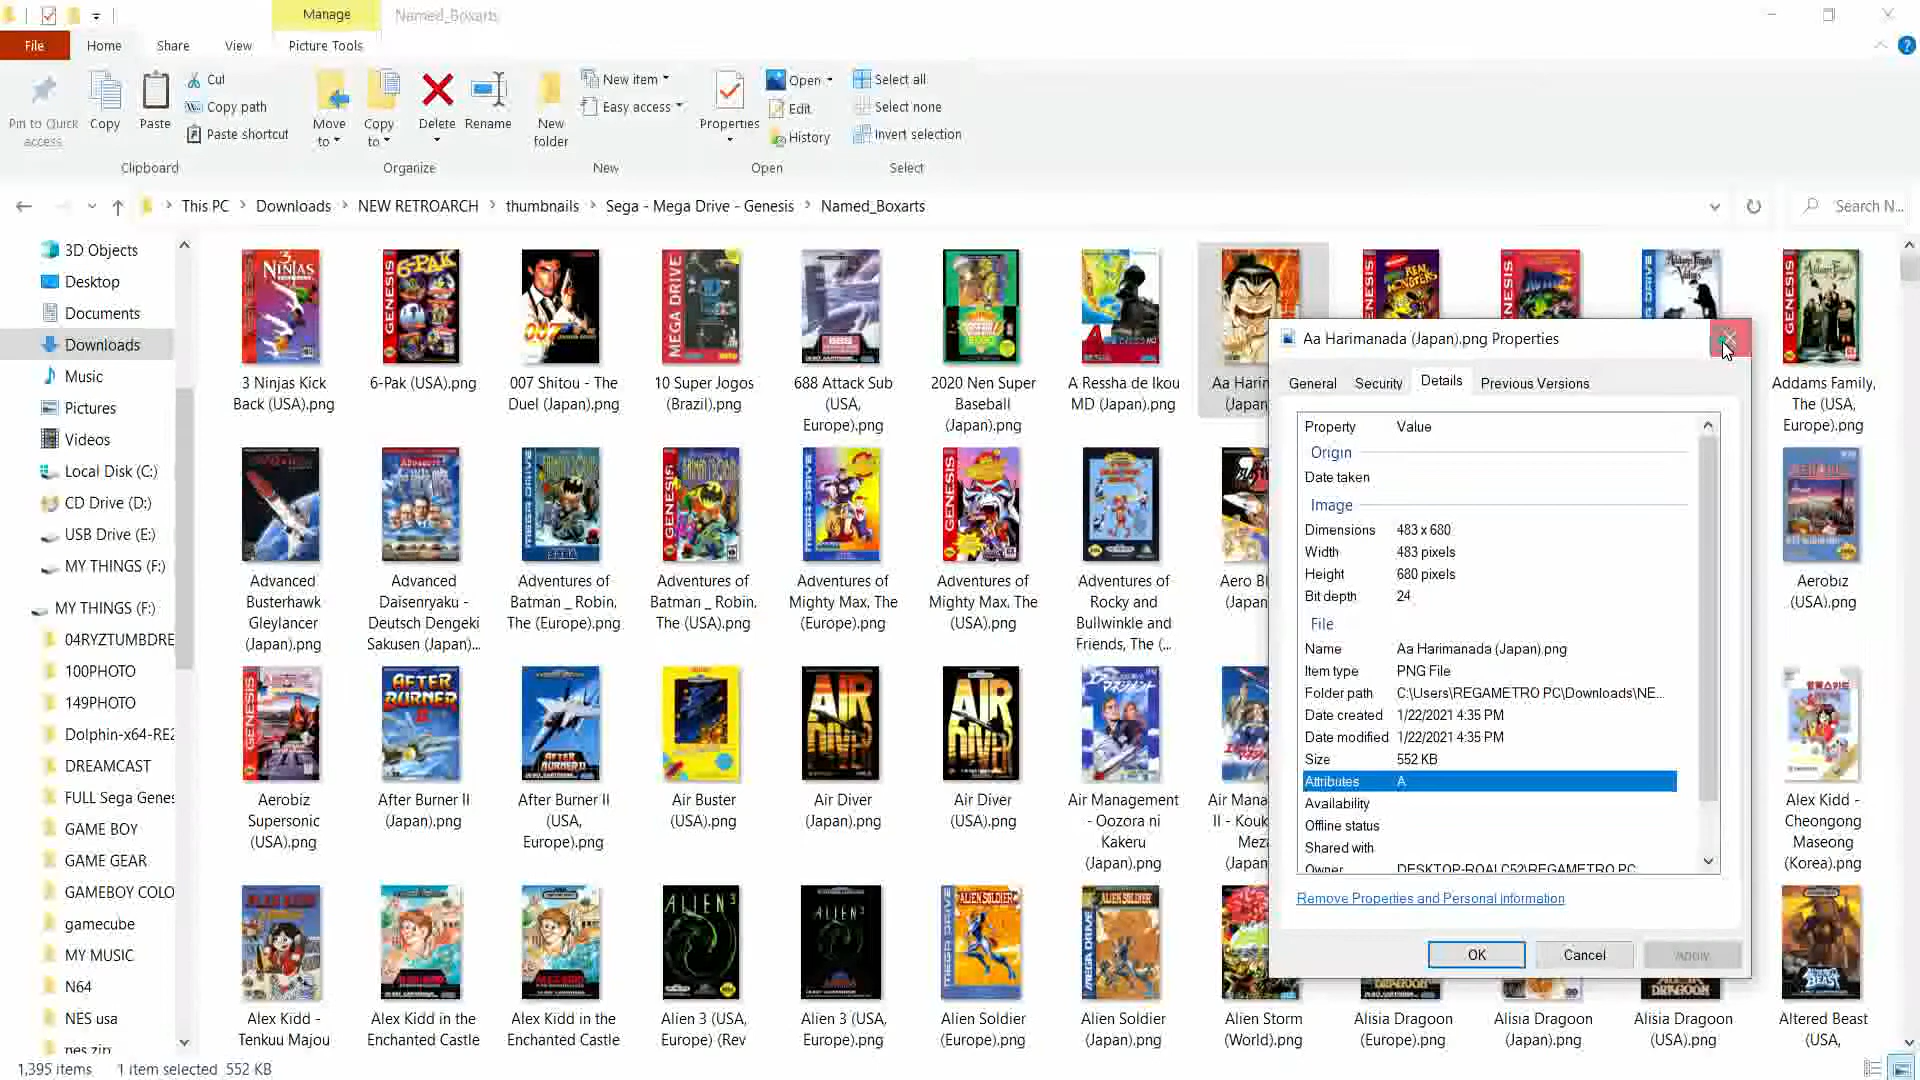 Manage
Named_Boxarts
File
Home
Share
View
Picture Tools
Pin to Quick
access
Copy
Paste
Cut
Copy path
Paste shortcut
Clipboard
Move
to
Copy
to
Delete
Rename
Organize
New
folder
New item
Easy access
New
Properties
Open
Edit
History
Open
Select all
Select none
Invert selection
Select
This PC
Downloads
NEW RETROARCH
thumbnails
Sega - Mega Drive - Genesis
Named_Boxarts
Search N...
3D Objects
Desktop
Documents
Downloads
Music
Pictures
Videos
Local Disk (C:)
CD Drive (D:)
USB Drive (E:)
MY THINGS (F:)
MY THINGS (F:)
04RYZTUMBDRE
100PHOTO
149PHOTO
Dolphin-x64-RE2
DREAMCAST
FULL Sega Genes
GAME BOY
GAME GEAR
GAMEBOY COLO
gamecube
MY MUSIC
N64
NES usa
nes zip
3 Ninjas Kick
Back (USA).png
6-Pak (USA).png
007 Shitou - The
Duel (Japan).png
10 Super Jogos
(Brazil).png
688 Attack Sub
(USA,
Europe).png
2020 Nen Super
Baseball
(Japan).png
A Ressha de Ikou
MD (Japan).png
Aa Harin
(Japan
Addams Family,
The (USA,
Europe).png
Advanced
Busterhawk
Gleylancer
(Japan).png
Advanced
Daisenryaku -
Deutsch Dengeki
Sakusen (Japan)...
Adventures of
Batman _ Robin,
The (Europe).png
Adventures of
Batman _ Robin,
The (USA).png
Adventures of
Mighty Max, The
(Europe).png
Adventures of
Mighty Max, The
(USA).png
Adventures of
Rocky and
Bullwinkle and
Friends, The (...
Aero Bl
(Japan
Aerobiz
(USA).png
Aerobiz
Supersonic
(USA).png
After Burner II
(Japan).png
After Burner II
(USA,
Europe).png
Air Buster
(USA).png
Air Diver
(Japan).png
Air Diver
(USA).png
Air Management
- Oozora ni
Kakeru
(Japan).png
Air Mana
II - Kouk
Meza
(Japan
Alex Kidd -
Cheongong
Maseong
(Korea).png
Alex Kidd -
Tenkuu Majou
Alex Kidd in the
Enchanted Castle
Alex Kidd in the
Enchanted Castle
Alien 3 (USA,
Europe) (Rev
Alien 3 (USA,
Europe).png
Alien Soldier
(Europe).png
Alien Soldier
(Japan).png
Alien Storm
(World).png
Alisia Dragoon
(Europe).png
Alisia Dragoon
(Japan).png
Alisia Dragoon
(USA).png
Altered Beast
(USA,
Aa Harimanada (Japan).png Properties
General
Security
Details
Previous Versions
Property Value
Origin
Date taken
Image
Dimensions 483 x 680
Width 483 pixels
Height 680 pixels
Bit depth 24
File
Name Aa Harimanada (Japan).png
Item type PNG File
Folder path C:\Users\REGAMETRO PC\Downloads\NE...
Date created 1/22/2021 4:35 PM
Date modified 1/22/2021 4:35 PM
Size 552 KB
Attributes A
Availability
Offline status
Shared with
Owner DESKTOP-ROALC52\REGAMETRO PC
Remove Properties and Personal Information
OK
Cancel
Apply
1,395 items
1 item selected 552 KB